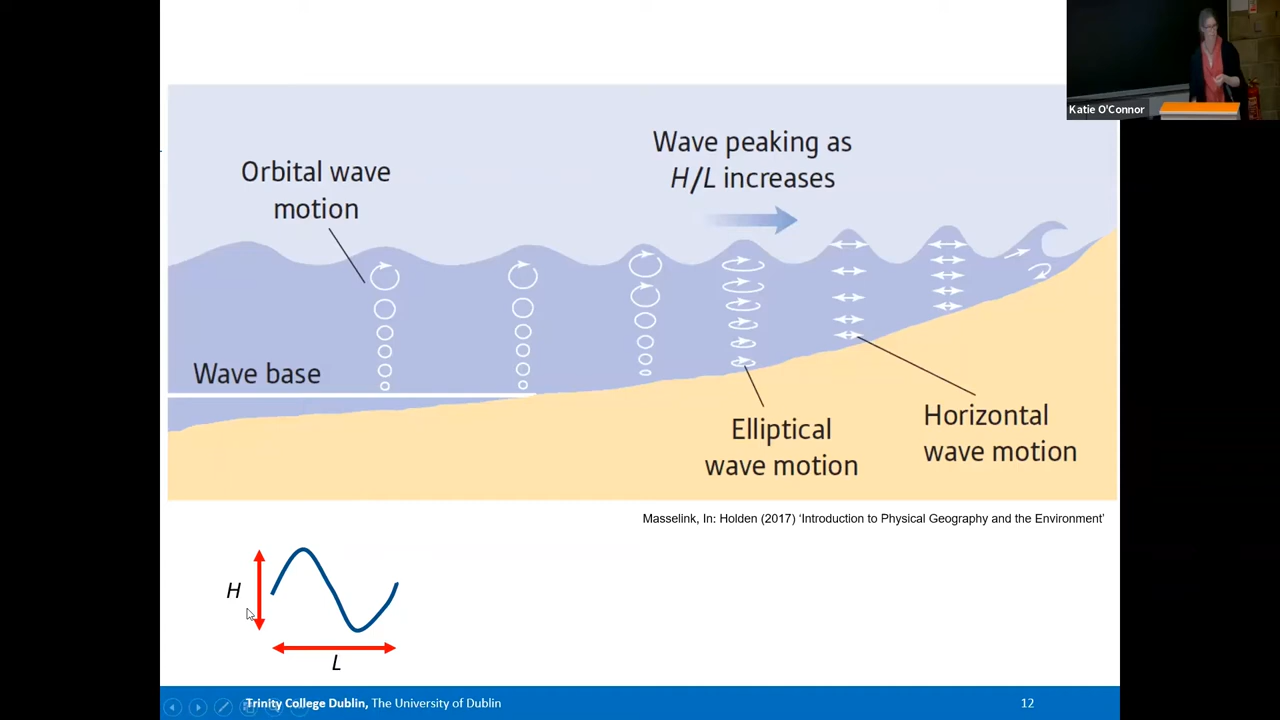 Katie O'Connor
Orbital wave
motion
Wave peaking as
H/L increases
Wave base
Elliptical
wave motion
Horizontal
wave motion
Masselink, In: Holden (2017) ‘Introduction to Physical Geography and the Environment’
H
L
Trinity College Dublin, The University of Dublin
12